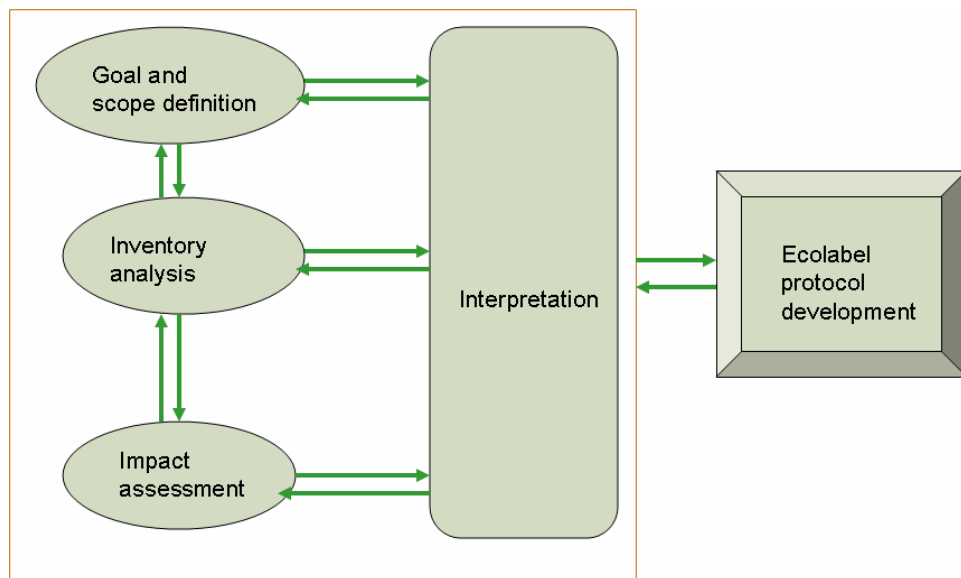 Goal and
scope definition
Inventory
analysis
Impact
assessment
Interpretation
Ecolabel
protocol
development